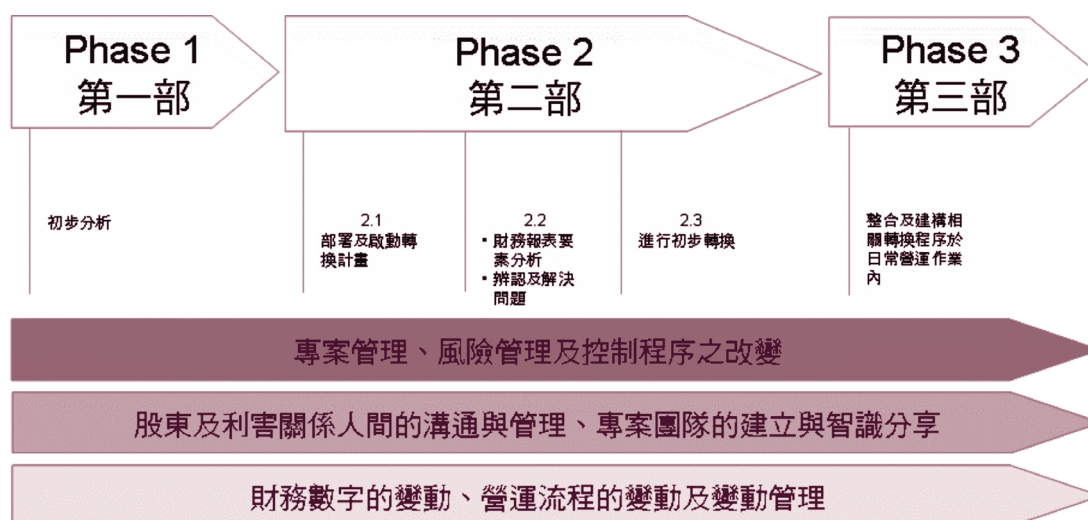 Phase 1
第一部
Phase 2
第二部
Phase 3
第三部
初步分析
2.1
部署及啟動轉
換計畫
2.2
• 財務報表要
素分析
• 辨認及解決
問題
2.3
進行初步轉換
整合及建構相
關轉換程序於
日常營運作業
內
專案管理、風險管理及控制程序之改變
股東及利害關係人間的溝通與管理、專案團隊的建立與智識分享
財務數字的變動、營運流程的變動及變動管理